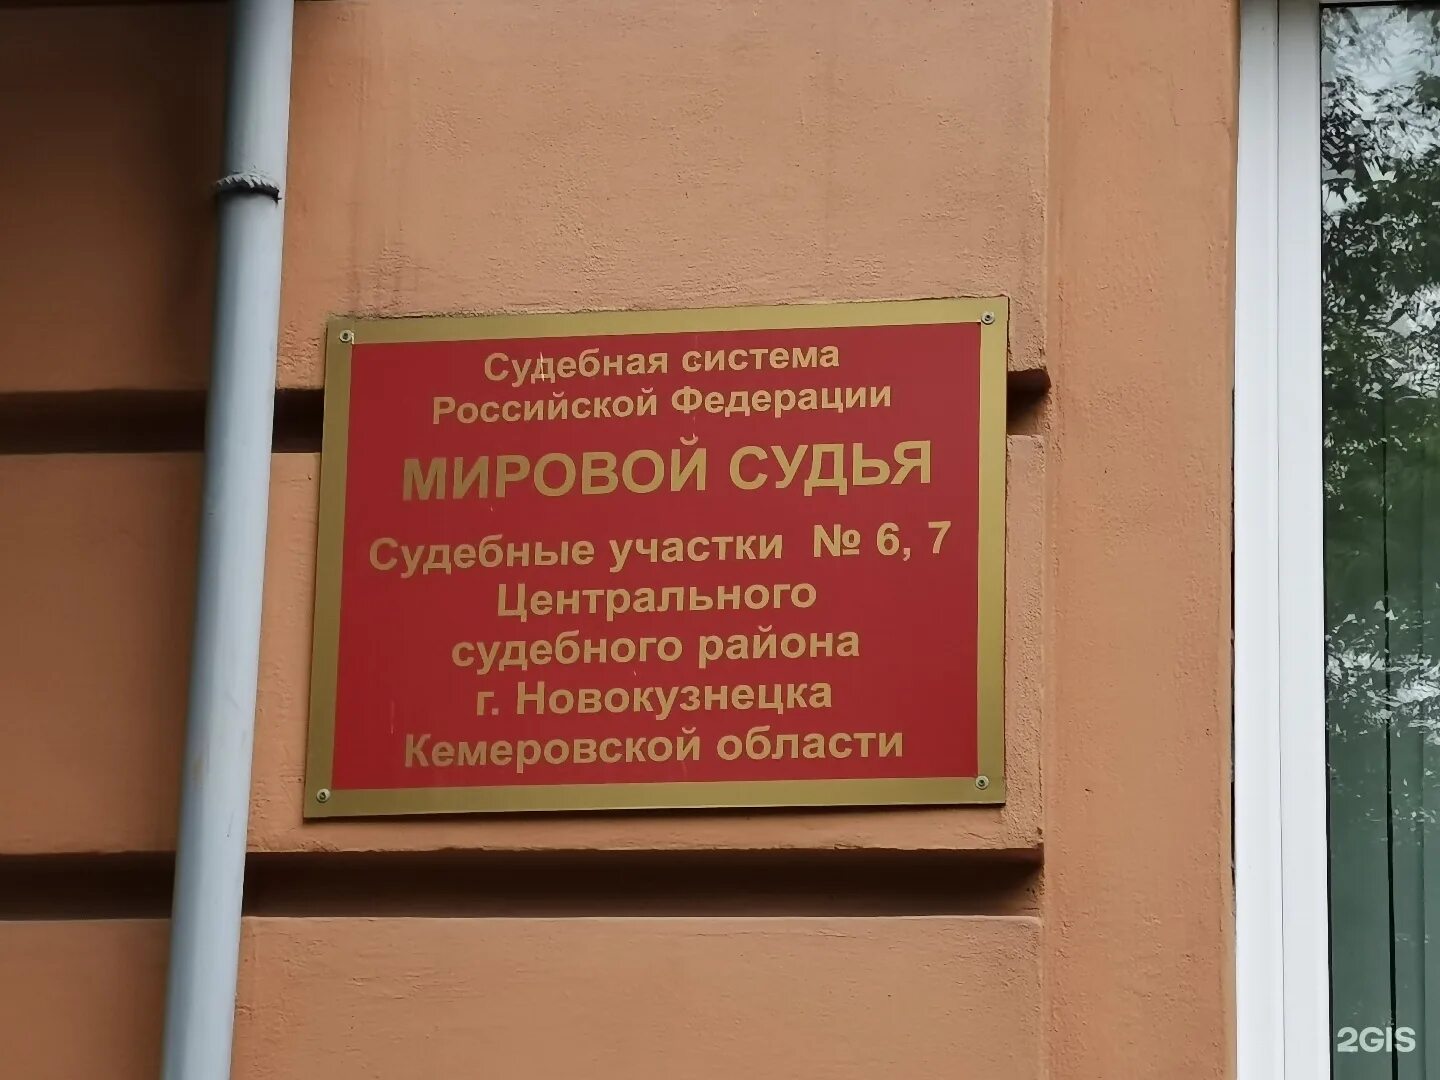 Судебная система
Российской Федерации
МИРОВОЙ СУДЬЯ
Судебные участки № 6, 7
Центрального
судебного района
г. Новокузнецка
Кемеровской области
2GIS